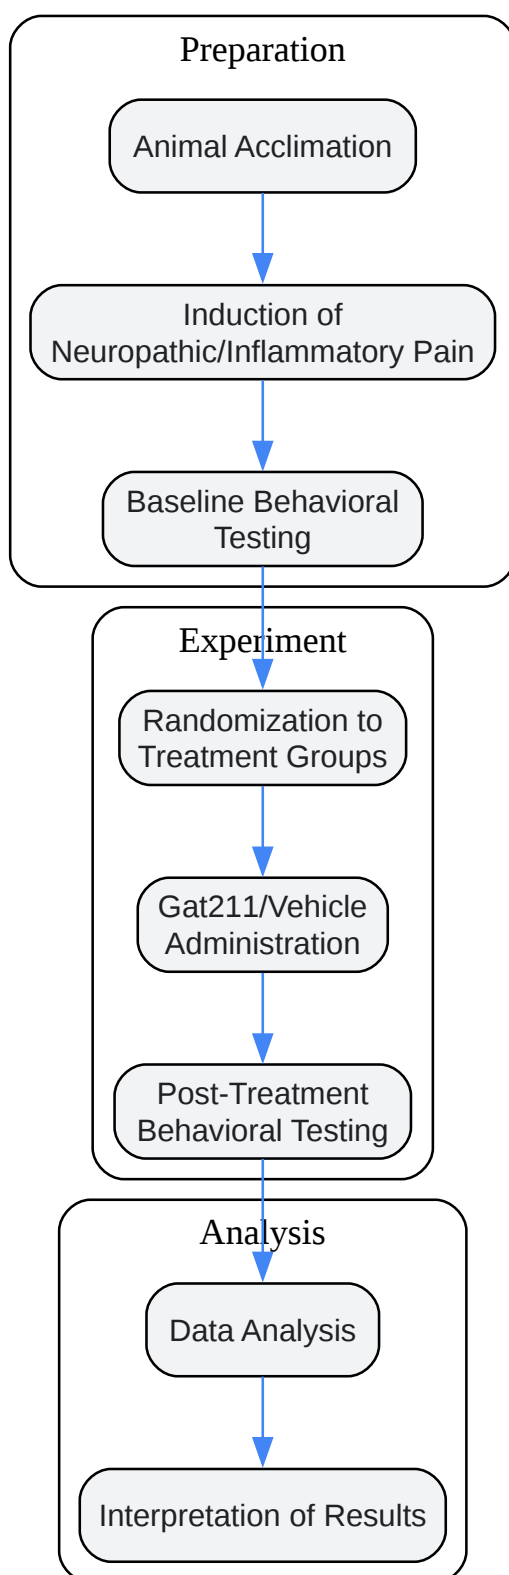 Preparation
Animal Acclimation
Induction of
Neuropathic/Inflammatory Pain
Baseline Behavioral
Testing
Experiment
Randomization to
Treatment Groups
Gat211/Vehicle
Administration
Post-Treatment
Behavioral Testing
Analysis
Data Analysis
Interpretation of Results